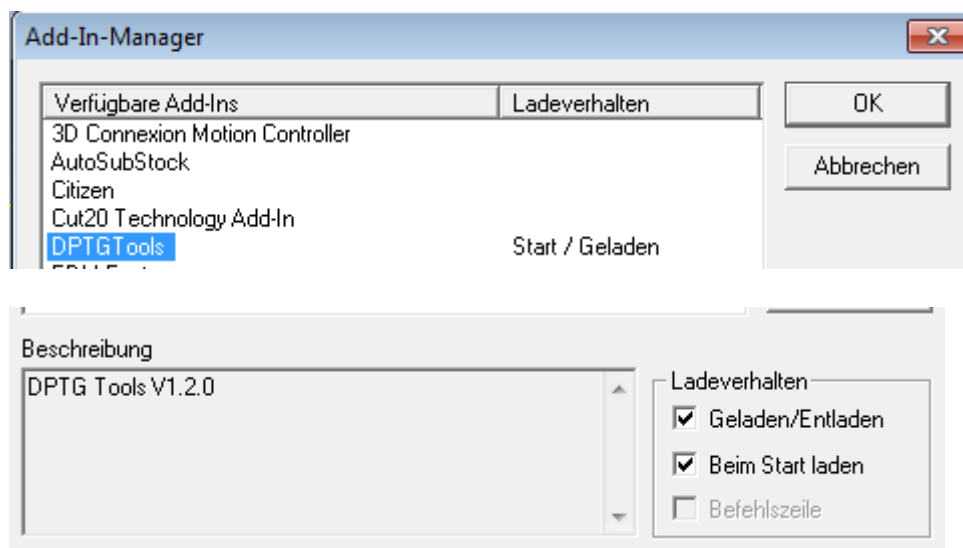 Add-In-Manager
Verfügbare Add-Ins Ladeverhalten
OK
3D Connexion Motion Controller
AutoSubStock
Abbrechen
Citizen
Cut20 Technology Add-In
DPTGTools Start / Geladen
Beschreibung
DPTG Tools V1.2.0
Ladeverhalten
Geladen/Entladen
Beim Start laden
Befehlszeile